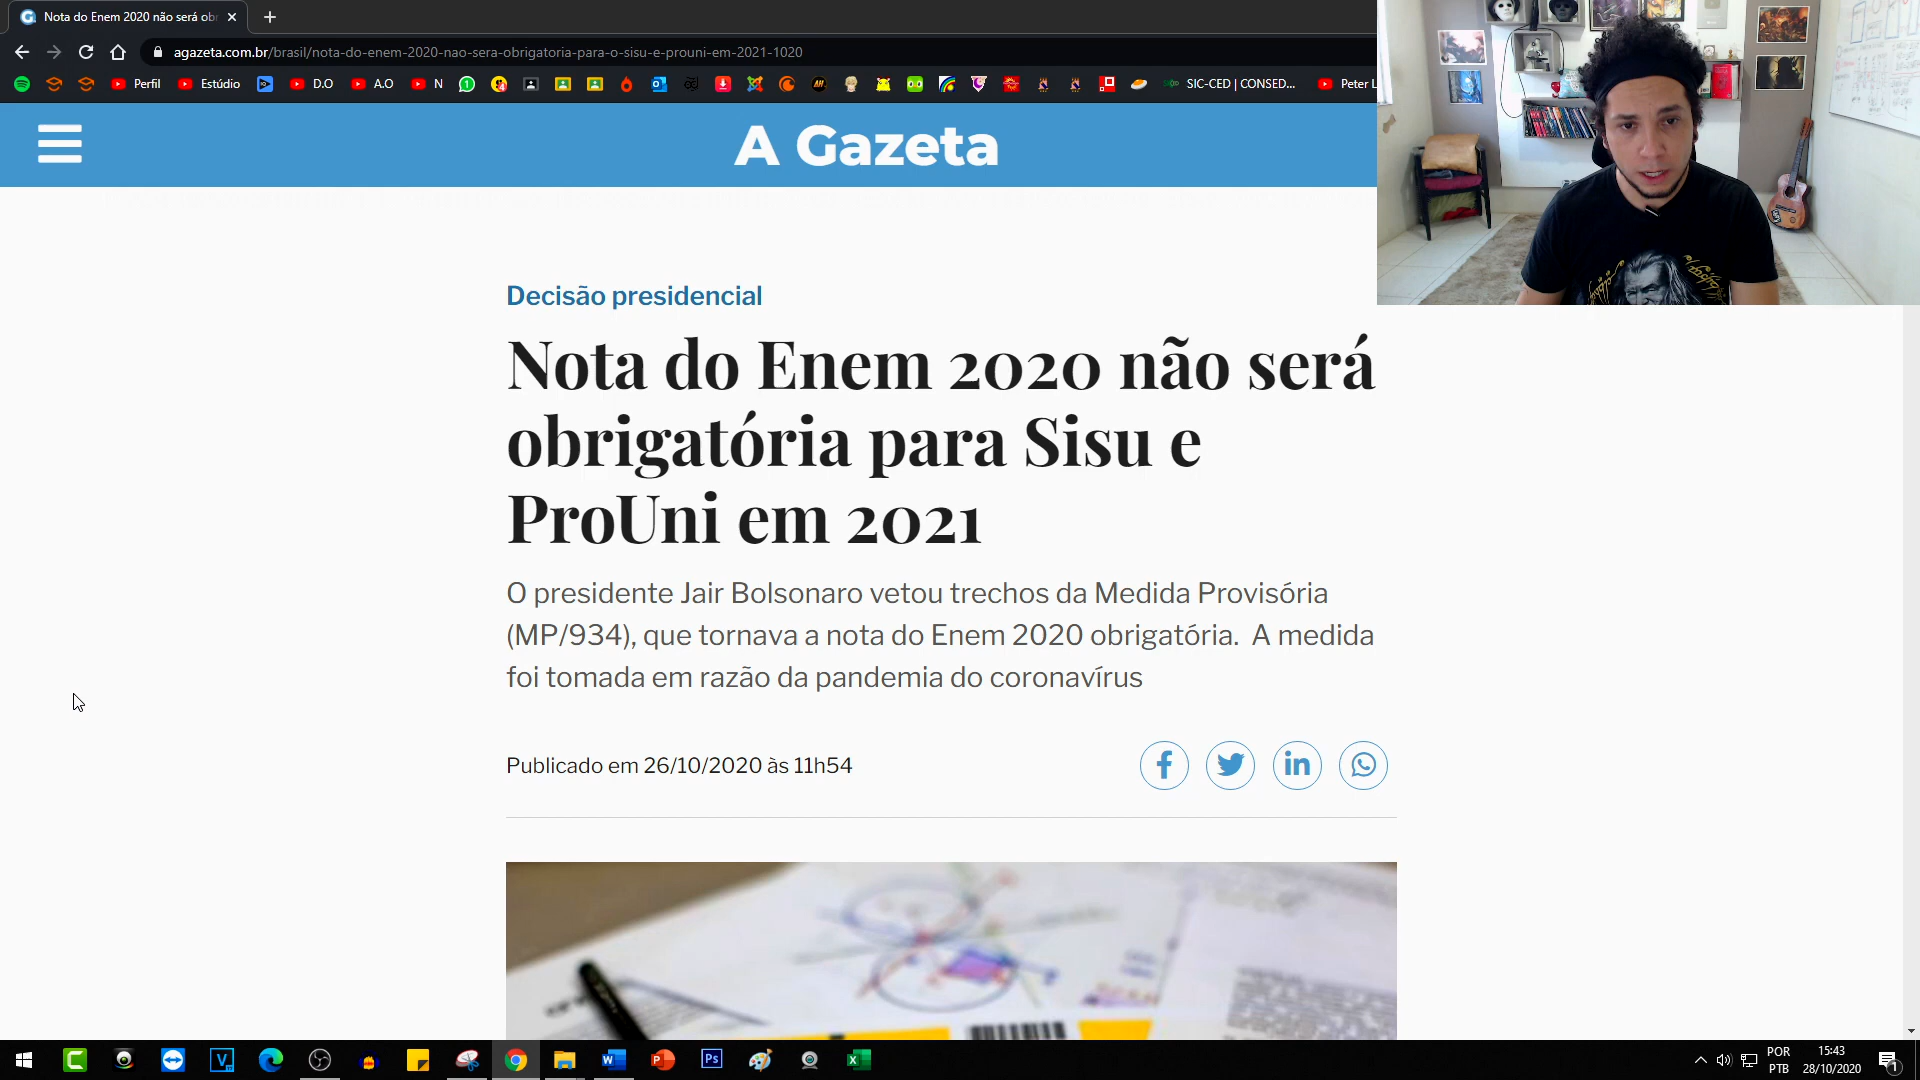 Nota do Enem 2020 não será obr
agazeta.com.br/brasil/nota-do-enem-2020-nao-sera-obrigatoria-para-o-sisu-e-prouni-em-2021-1020
Perfil Estúdio D.O A.O N SIC-CED | CONSED... Peter L
A Gazeta
Decisão presidencial
Nota do Enem 2020 não será
obrigatória para Sisu e
ProUni em 2021
O presidente Jair Bolsonaro vetou trechos da Medida Provisória
(MP/934), que tornava a nota do Enem 2020 obrigatória. A medida
foi tomada em razão da pandemia do coronavírus
Publicado em 26/10/2020 às 11h54
POR
PTB
15:43
28/10/2020